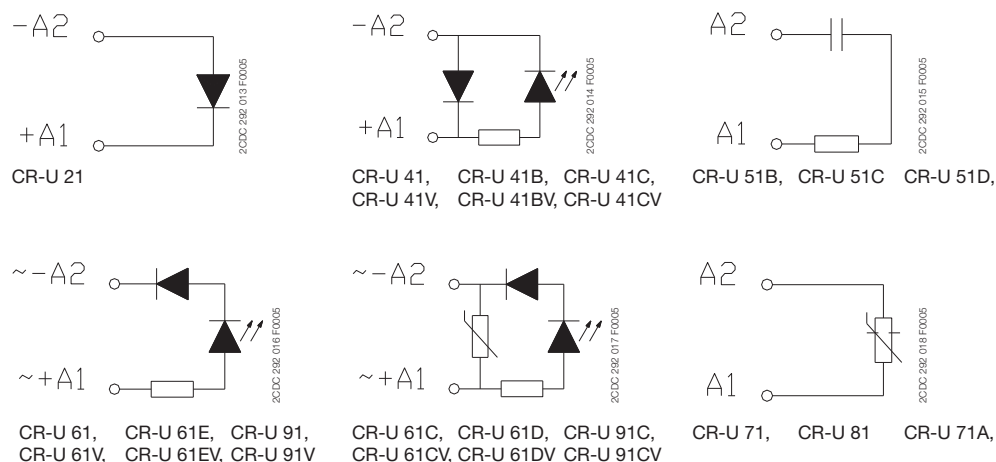 -A2
+A1
2CDC 292 013 F0005
CR-U 21
-A2
+A1
2CDC 292 014 F0005
CR-U 41, CR-U 41B, CR-U 41C,
CR-U 41V, CR-U 41BV, CR-U 41CV
A2
A1
2CDC 292 015 F0005
CR-U 51B, CR-U 51C CR-U 51D,
~-A2
~+A1
2CDC 292 016 F0005
CR-U 61, CR-U 61E, CR-U 91,
CR-U 61V, CR-U 61EV, CR-U 91V
~-A2
~+A1
2CDC 292 017 F0005
CR-U 61C, CR-U 61D, CR-U 91C,
CR-U 61CV, CR-U 61DV CR-U 91CV
A2
A1
2CDC 292 018 F0005
CR-U 71, CR-U 81 CR-U 71A,